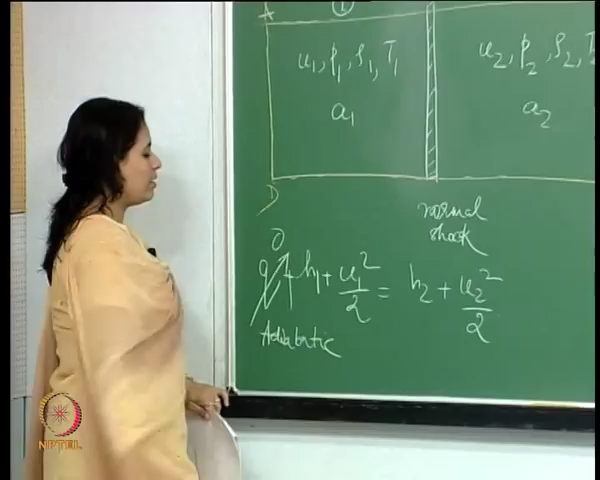 A ①
u₁, p₁, ρ₁, T₁
u₂, p₂, ρ₂, T₂
a₁
a₂
D
normal
shock
0
q + h₁ + u₁²/2 = h₂ + u₂²/2
Adiabatic
NPTEL